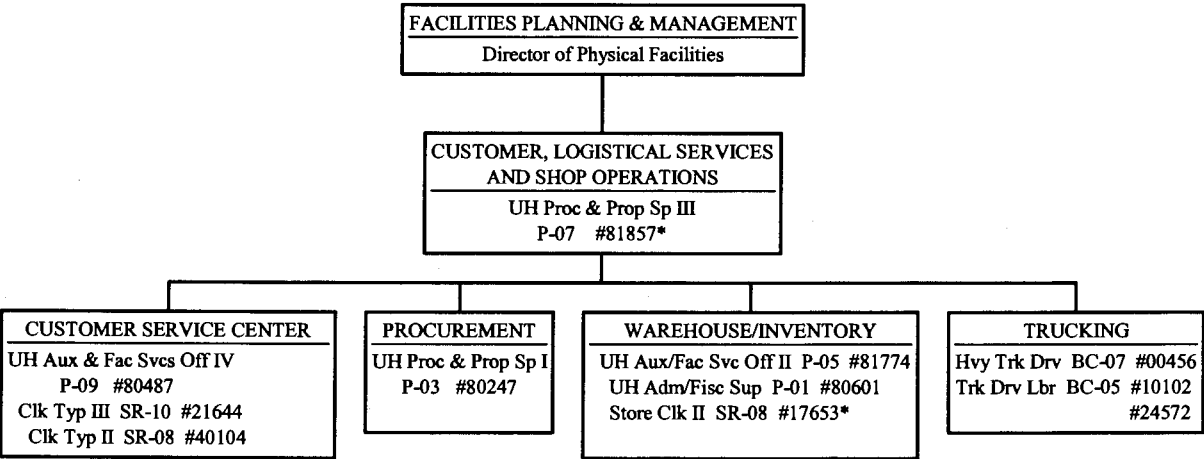 FACILITIES PLANNING & MANAGEMENT
Director of Physical Facilities
CUSTOMER, LOGISTICAL SERVICES
AND SHOP OPERATIONS
UH Proc & Prop Sp III
P-07 #81857*
CUSTOMER SERVICE CENTER
UH Aux & Fac Svcs Off IV
P-09 #80487
Clk Typ III SR-10 #21644
Clk Typ II SR-08 #40104
PROCUREMENT
UH Proc & Prop Sp I
P-03 #80247
WAREHOUSE/INVENTORY
UH Aux/Fac Svc Off II P-05 #81774
UH Adm/Fisc Sup P-01 #80601
Store Clk II SR-08 #17653*
TRUCKING
Hvy Trk Drv BC-07 #00456
Trk Drv Lbr BC-05 #10102
#24572